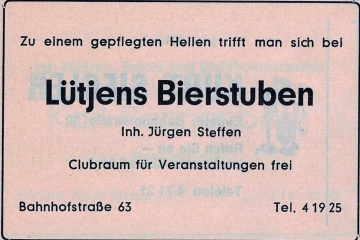 Zu einem gepflegten Hellen trifft man sich bei
Lütjens Bierstuben
Inh. Jürgen Steffen
Clubraum für Veranstaltungen frei
Bahnhofstraße 63 Tel. 4 19 25